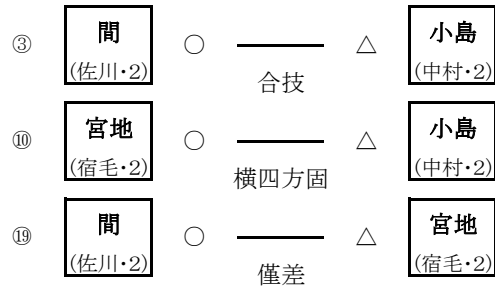 ③ 間 ○ ― △ 小島
(佐川・2) 合技 (中村・2)
⑩ 宮地 ○ ― △ 小島
(宿毛・2) 横四方固 (中村・2)
⑲ 間 ○ ― △ 宮地
(佐川・2) 僅差 (宿毛・2)